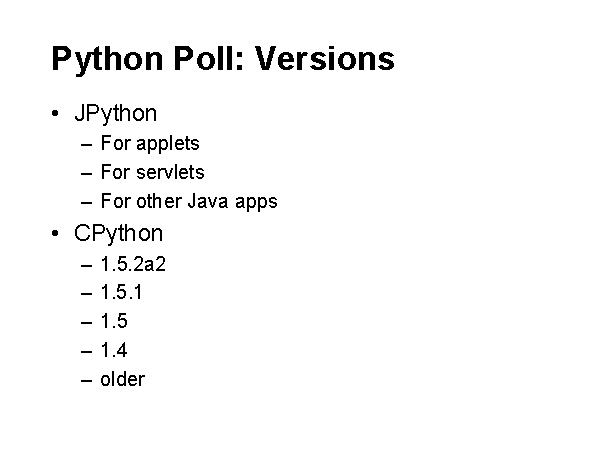 Python Poll: Versions
• JPython
– For applets
– For servlets
– For other Java apps
• CPython
– 1.5.2a2
– 1.5.1
– 1.5
– 1.4
– older